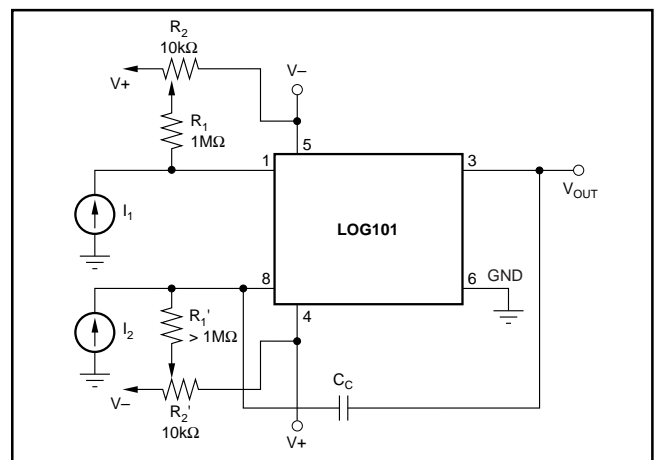 R2
10kΩ
V+
V–
R1
1MΩ
5
1
3
VOUT
I1
LOG101
8
6
GND
4
I2
R1'
> 1MΩ
V–
R2'
10kΩ
CC
V+